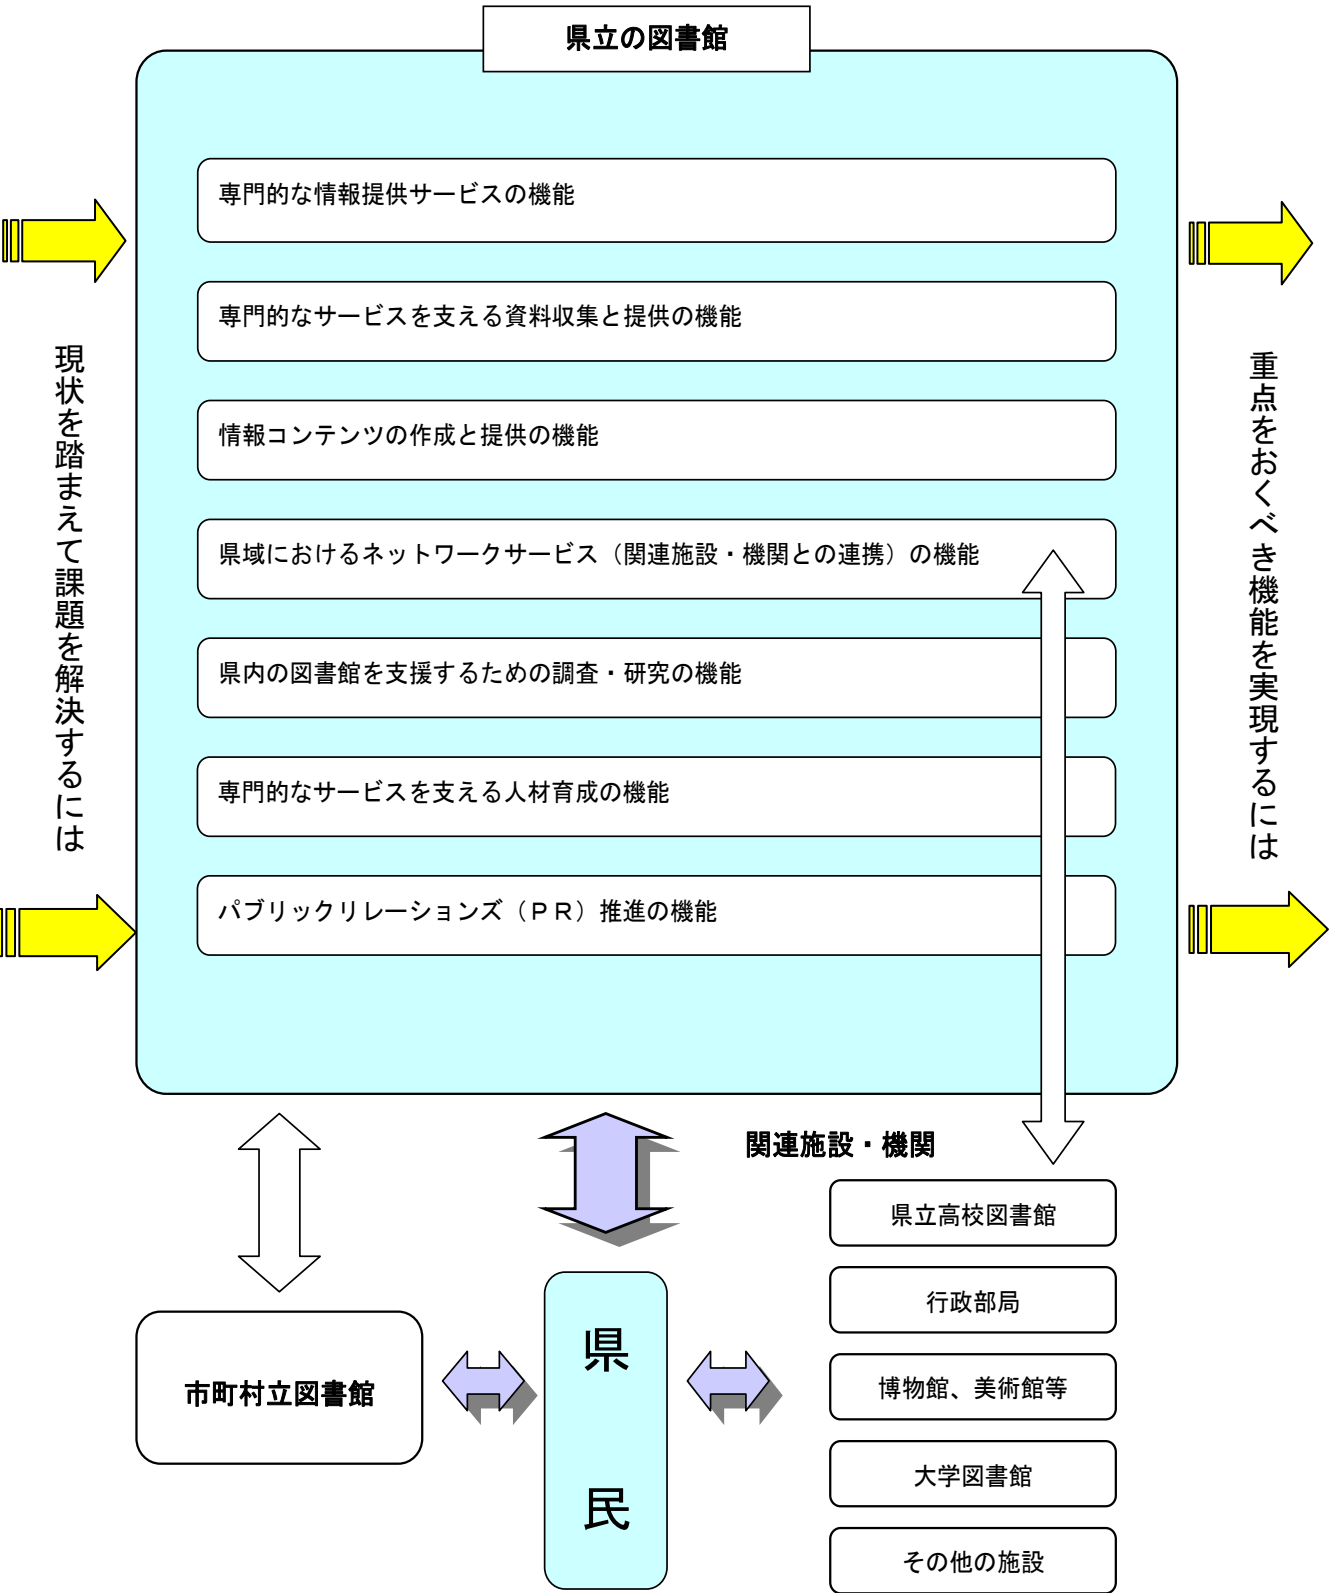 県立の図書館
専門的な情報提供サービスの機能
専門的なサービスを支える資料収集と提供の機能
情報コンテンツの作成と提供の機能
県域におけるネットワークサービス（関連施設・機関との連携）の機能
県内の図書館を支援するための調査・研究の機能
専門的なサービスを支える人材育成の機能
パブリックリレーションズ（ＰＲ）推進の機能
現状を踏まえて課題を解決するには
重点をおくべき機能を実現するには
関連施設・機関
県立高校図書館
行政部局
博物館、美術館等
大学図書館
その他の施設
市町村立図書館
県民